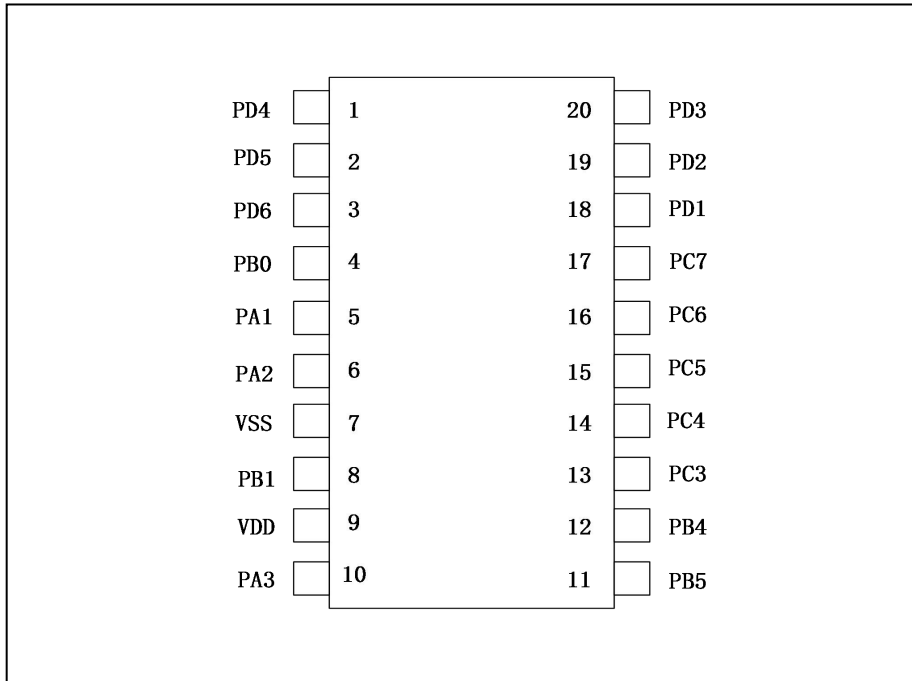 PD4 1 20 PD3
PD5 2 19 PD2
PD6 3 18 PD1
PB0 4 17 PC7
PA1 5 16 PC6
PA2 6 15 PC5
VSS 7 14 PC4
PB1 8 13 PC3
VDD 9 12 PB4
PA3 10 11 PB5